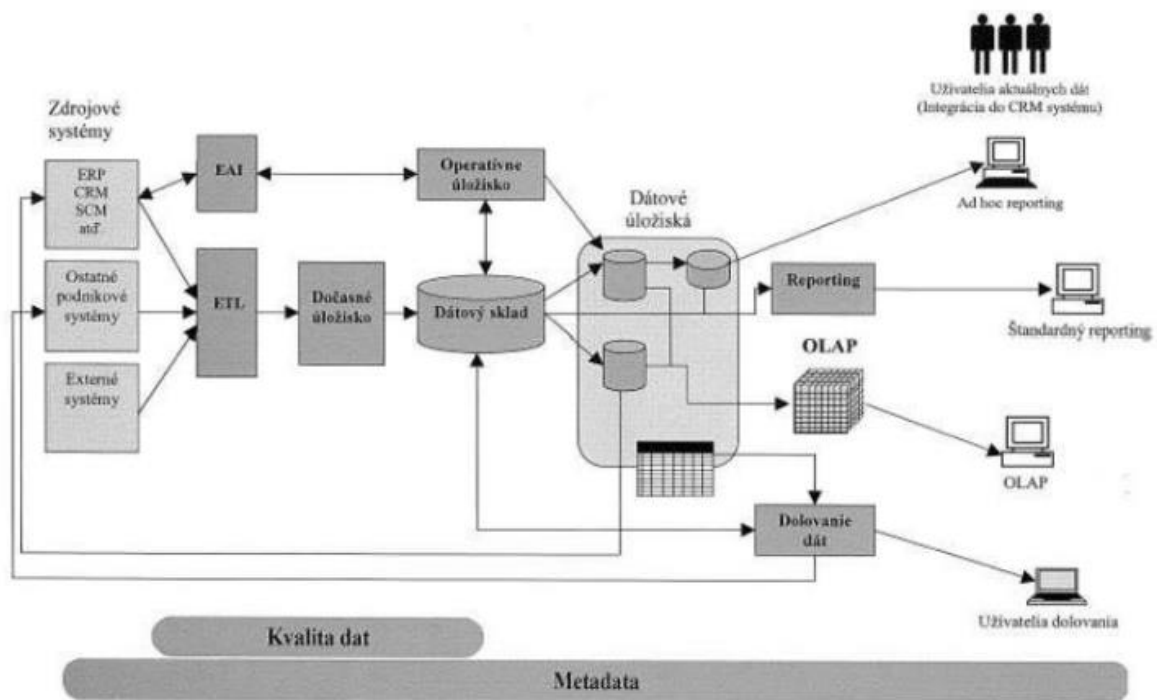 Užívatelia aktuálnych dát
(Integrácia do CRM systému)
Zdrojové
systémy
ERP
CRM
SCM
atď.
EAI
Operatívne
úložisko
Dátové
úložiská
Ad hoc reporting
Ostatné
podnikové
systémy
ETL
Dočasné
úložisko
Dátový sklad
Reporting
Štandardný reporting
OLAP
Externé
systémy
OLAP
Dolovanie
dát
Užívatelia dolovania
Kvalita dat
Metadata